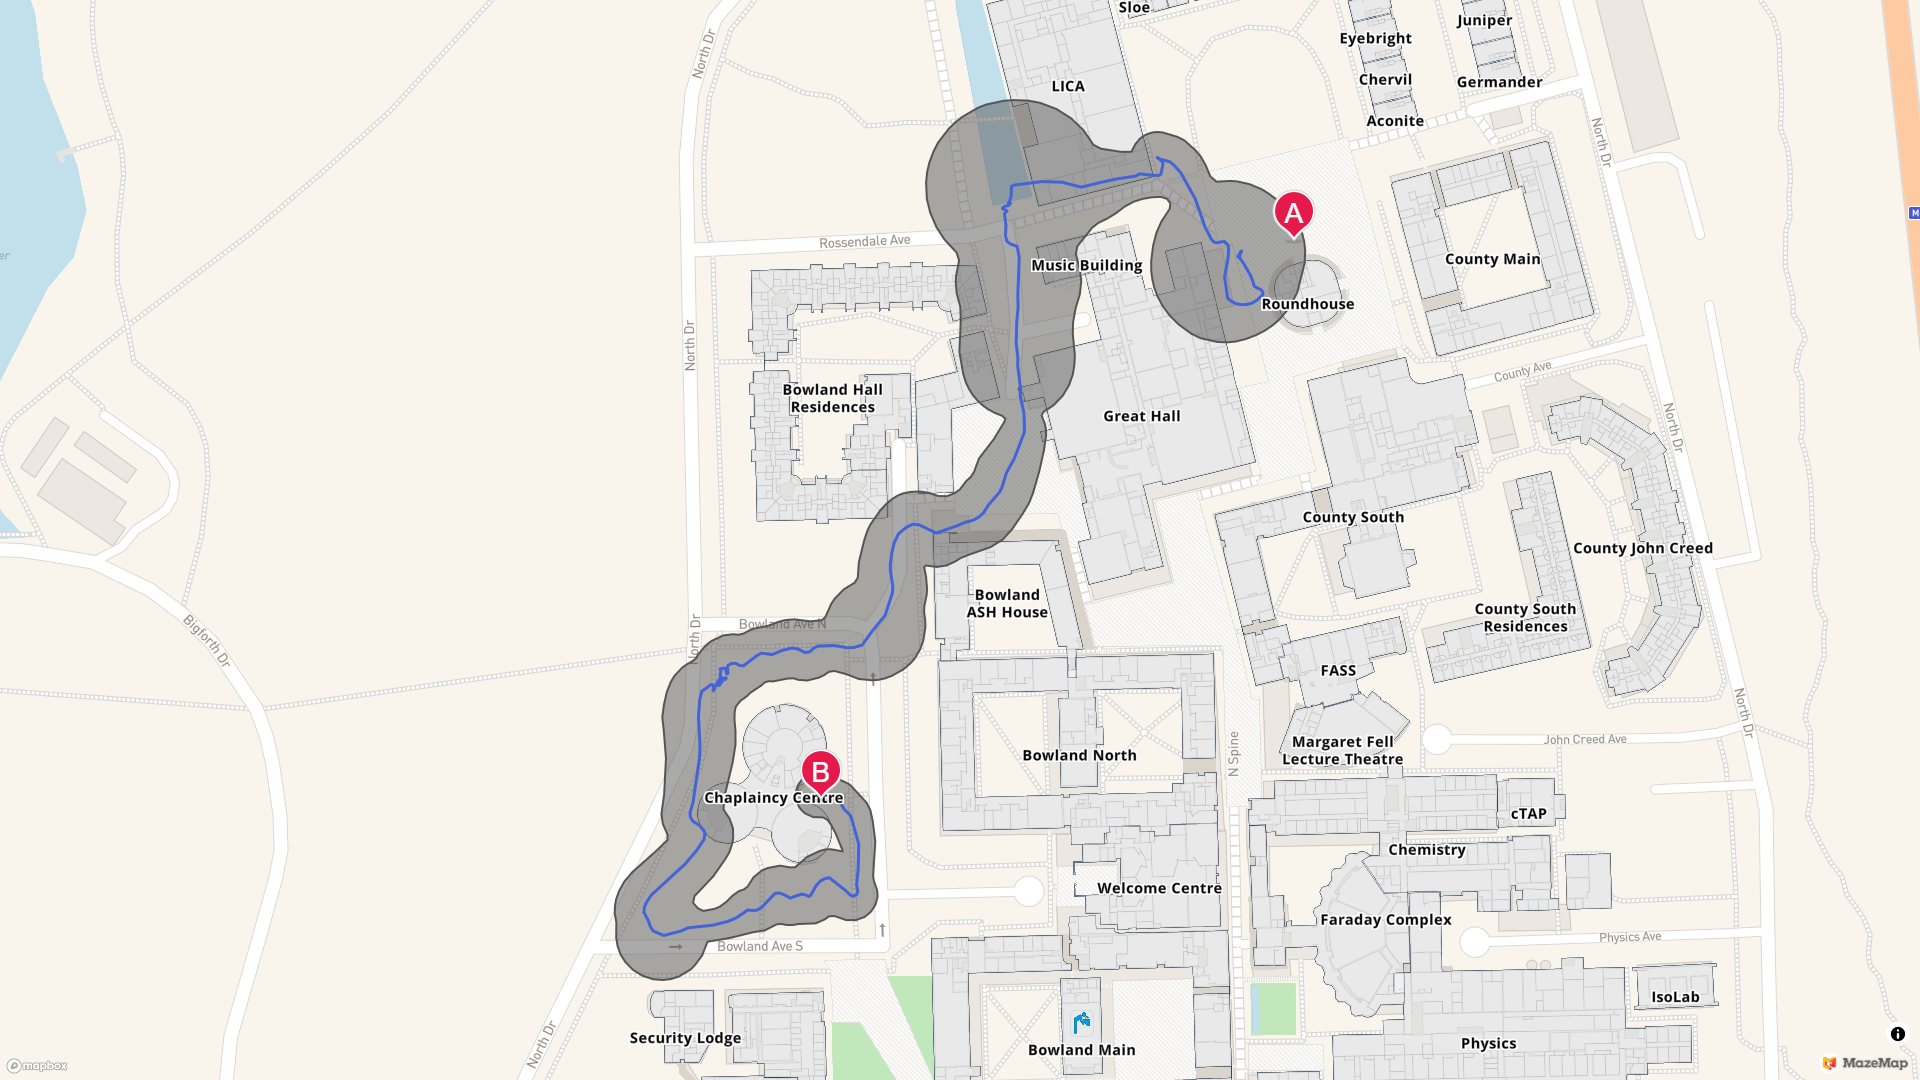 Sloe
Juniper
Eyebright
North Dr
Chervil
Germander
LICA
Aconite
North Dr
M
A
Rossendale Ave
Music Building
County Main
Roundhouse
North Dr
County Ave
Bowland Hall
Residences
Great Hall
North Dr
County South
County John Creed
Bowland
ASH House
County South
Residences
Bigforth Dr
Bowland Ave N
North Dr
FASS
North Dr
Margaret Fell
Lecture Theatre
John Creed Ave
N Spine
Bowland North
B
Chaplaincy Centre
cTAP
Chemistry
Welcome Centre
Faraday Complex
Physics Ave
Bowland Ave S
IsoLab
Security Lodge
North Dr
Bowland Main
Physics
mapbox
MazeMap